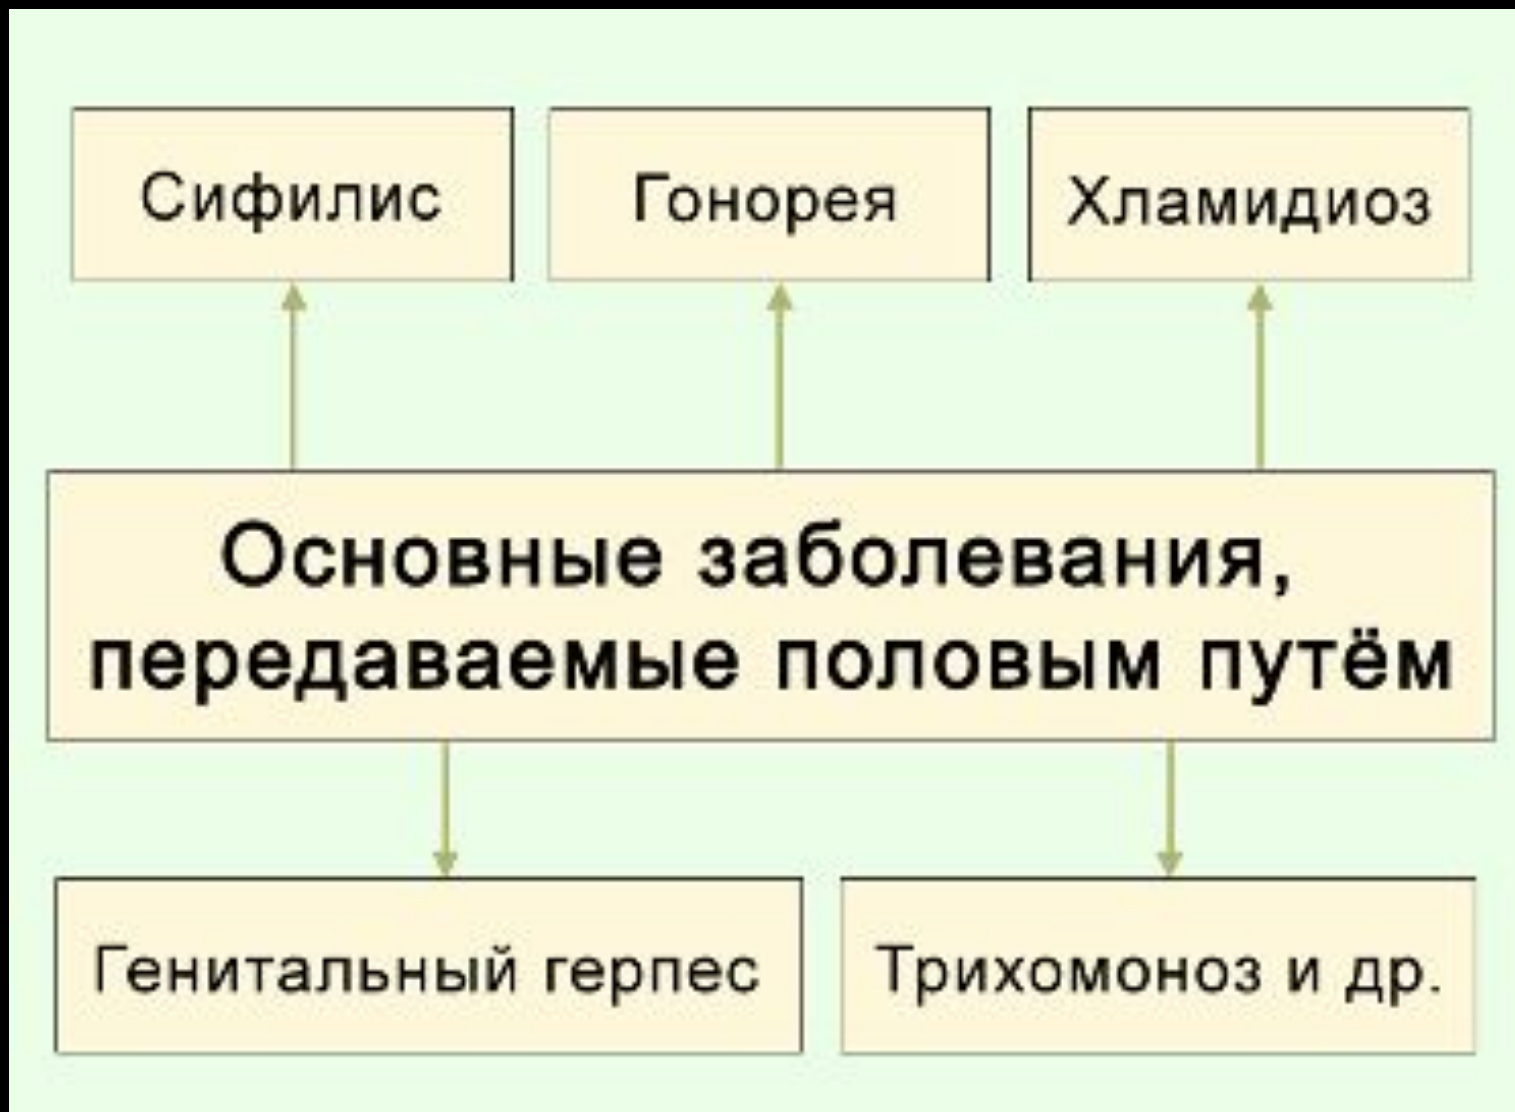 Сифилис
Гонорея
Хламидиоз
Основные заболевания,
передаваемые половым путём
Генитальный герпес
Трихомоноз и др.